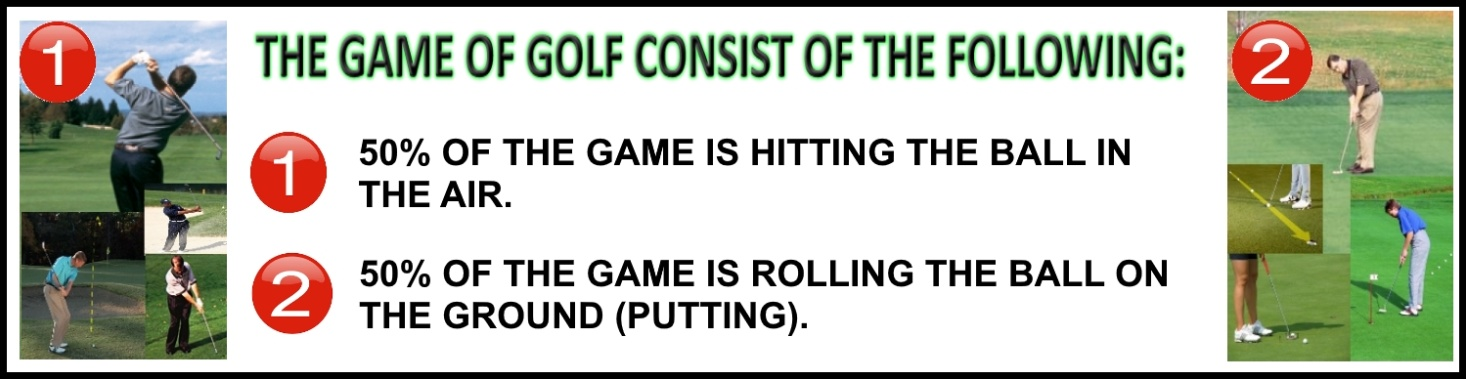 1
THE GAME OF GOLF CONSIST OF THE FOLLOWING:
2
1
50% OF THE GAME IS HITTING THE BALL IN
THE AIR.
2
50% OF THE GAME IS ROLLING THE BALL ON
THE GROUND (PUTTING).